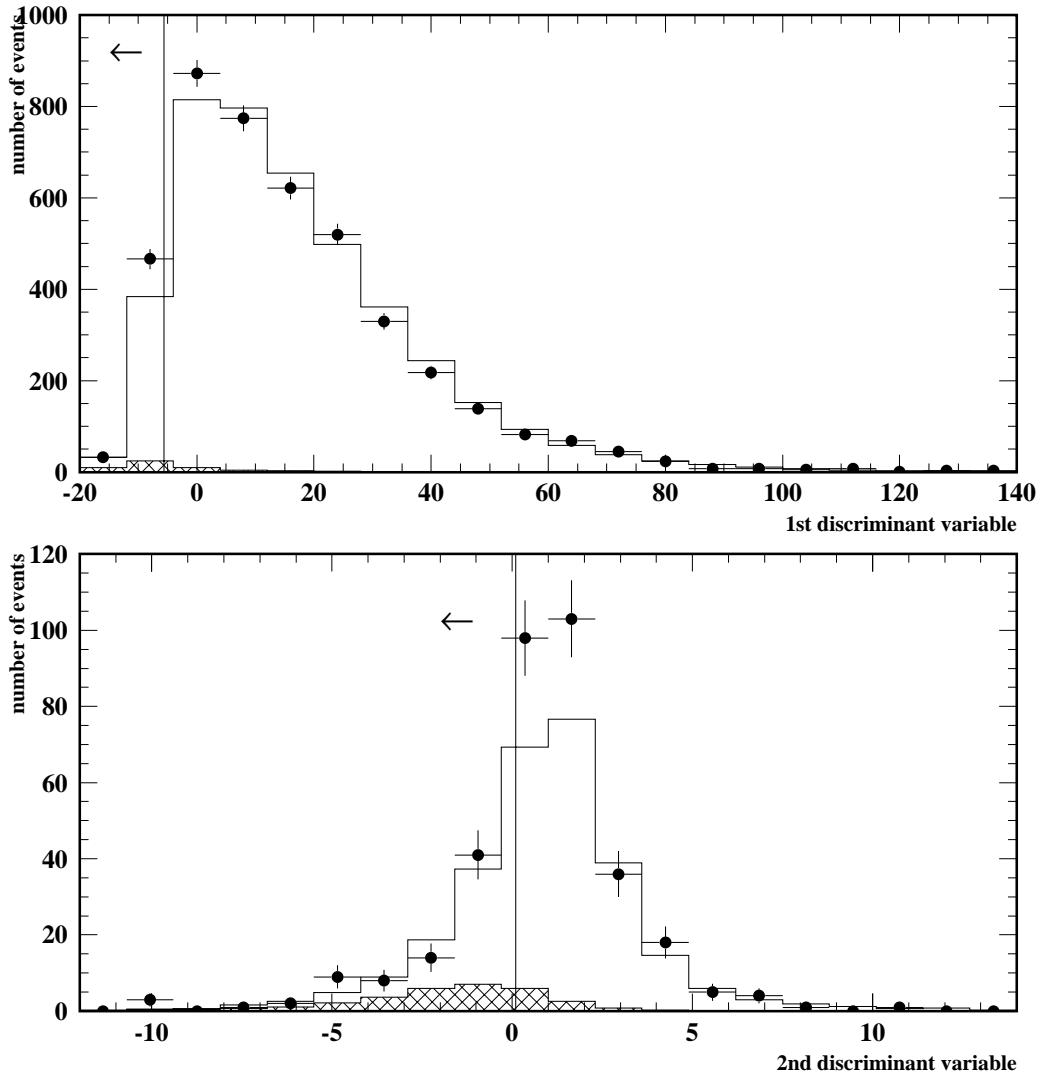 number of events
1000
800
600
400
200
0
←
-20 0 20 40 60 80 100 120 140
1st discriminant variable
number of events
120
100
80
60
40
20
0
←
-10 -5 0 5 10
2nd discriminant variable